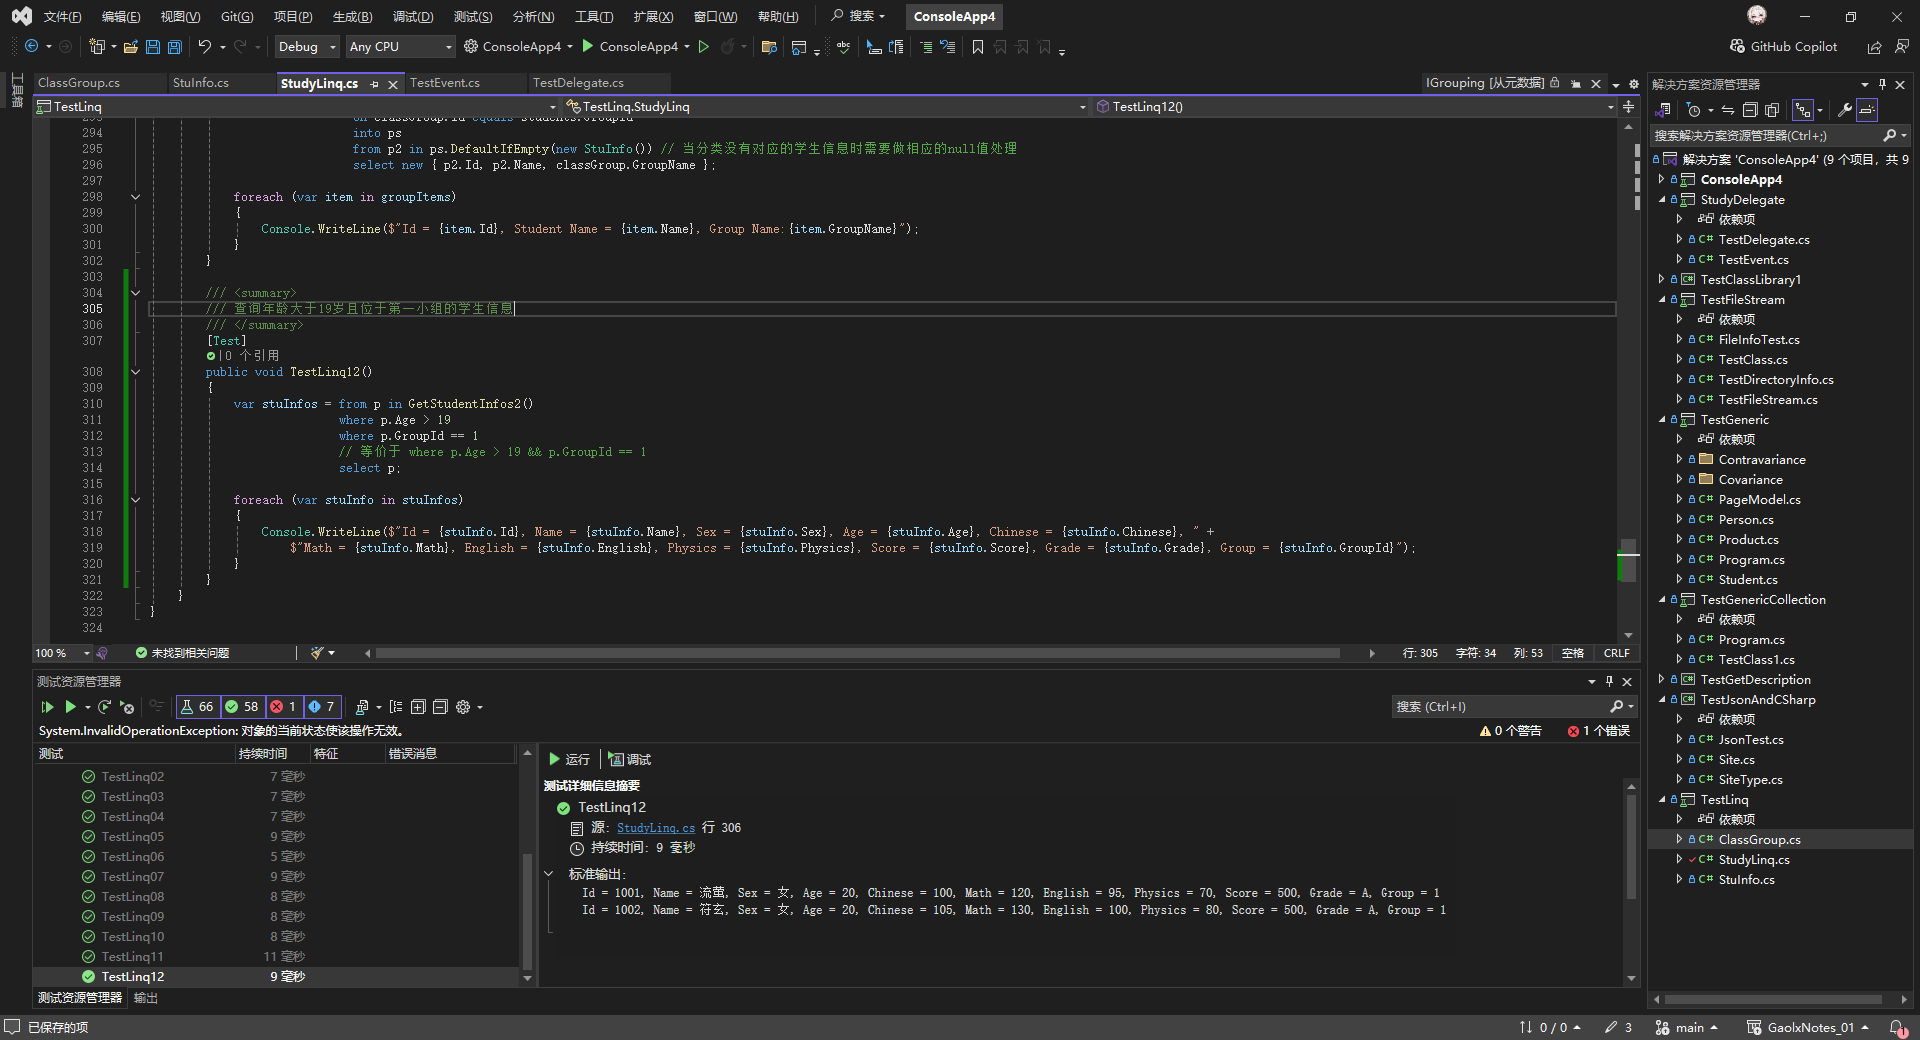 文件(F) 编辑(E) 视图(V) Git(G) 项目(P) 生成(B) 调试(D) 测试(S) 分析(N) 工具(T) 扩展(X) 窗口(W) 帮助(H) 搜索 ConsoleApp4
Debug Any CPU ConsoleApp4 ConsoleApp4 GitHub Copilot
工具箱
ClassGroup.cs StuInfo.cs StudyLinq.cs TestEvent.cs TestDelegate.cs IGrouping [从元数据]
TestLinq TestLinq.StudyLinq TestLinq12()
293 on classGroup.Id equals students.GroupId
294 into ps
295 from p2 in ps.DefaultIfEmpty(new StuInfo()) // 当分类没有对应的学生信息时需要做相应的null值处理
296 select new { p2.Id, p2.Name, classGroup.GroupName };
297
298 foreach (var item in groupItems)
299 {
300 Console.WriteLine($"Id = {item.Id}, Student Name = {item.Name}, Group Name:{item.GroupName}");
301 }
302 }
303
304 /// <summary>
305 /// 查询年龄大于19岁且位于第一小组的学生信息
306 /// </summary>
307 [Test]
|0 个引用
308 public void TestLinq12()
309 {
310 var stuInfos = from p in GetStudentInfos2()
311 where p.Age > 19
312 where p.GroupId == 1
313 // 等价于 where p.Age > 19 && p.GroupId == 1
314 select p;
315
316 foreach (var stuInfo in stuInfos)
317 {
318 Console.WriteLine($"Id = {stuInfo.Id}, Name = {stuInfo.Name}, Sex = {stuInfo.Sex}, Age = {stuInfo.Age}, Chinese = {stuInfo.Chinese}, " +
319 $"Math = {stuInfo.Math}, English = {stuInfo.English}, Physics = {stuInfo.Physics}, Score = {stuInfo.Score}, Grade = {stuInfo.Grade}, Group = {stuInfo.GroupId}");
320 }
321 }
322 }
323 }
324
100 % 未找到相关问题 行: 305 字符: 34 列: 53 空格 CRLF
测试资源管理器
66 58 1 7 搜索 (Ctrl+I)
System.InvalidOperationException: 对象的当前状态使该操作无效。 0 个警告 1 个错误
测试 持续时间 特征 错误消息
TestLinq02 7 毫秒
TestLinq03 7 毫秒
TestLinq04 7 毫秒
TestLinq05 9 毫秒
TestLinq06 5 毫秒
TestLinq07 9 毫秒
TestLinq08 8 毫秒
TestLinq09 8 毫秒
TestLinq10 8 毫秒
TestLinq11 11 毫秒
TestLinq12 9 毫秒
运行 调试
测试详细信息摘要
TestLinq12
源: StudyLinq.cs 行 306
持续时间: 9 毫秒
标准输出:
Id = 1001, Name = 流萤, Sex = 女, Age = 20, Chinese = 100, Math = 120, English = 95, Physics = 70, Score = 500, Grade = A, Group = 1
Id = 1002, Name = 符玄, Sex = 女, Age = 20, Chinese = 105, Math = 130, English = 100, Physics = 80, Score = 500, Grade = A, Group = 1
测试资源管理器 输出
解决方案资源管理器
搜索解决方案资源管理器(Ctrl+;)
解决方案 'ConsoleApp4' (9 个项目，共 9
ConsoleApp4
StudyDelegate
依赖项
C# TestDelegate.cs
C# TestEvent.cs
TestClassLibrary1
TestFileStream
依赖项
C# FileInfoTest.cs
C# TestClass.cs
C# TestDirectoryInfo.cs
C# TestFileStream.cs
TestGeneric
依赖项
Contravariance
Covariance
C# PageModel.cs
C# Person.cs
C# Product.cs
C# Program.cs
C# Student.cs
TestGenericCollection
依赖项
C# Program.cs
C# TestClass1.cs
TestGetDescription
TestJsonAndCSharp
依赖项
C# JsonTest.cs
C# Site.cs
C# SiteType.cs
TestLinq
依赖项
C# ClassGroup.cs
C# StudyLinq.cs
C# StuInfo.cs
已保存的项 0 / 0 3 main GaolxNotes_01 1